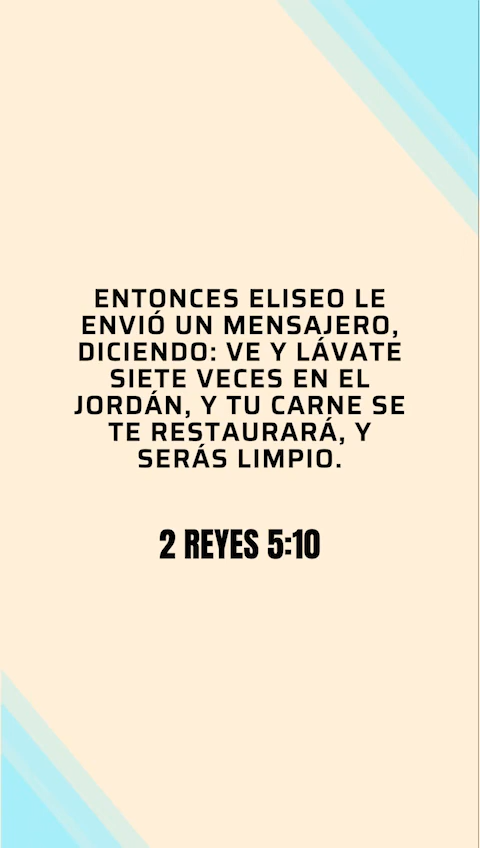 ENTONCES ELISEO LE
ENVIÓ UN MENSAJERO,
DICIENDO: VE Y LÁVATE
SIETE VECES EN EL
JORDÁN, Y TU CARNE SE
TE RESTAURARÁ, Y
SERÁS LIMPIO.
2 REYES 5:10